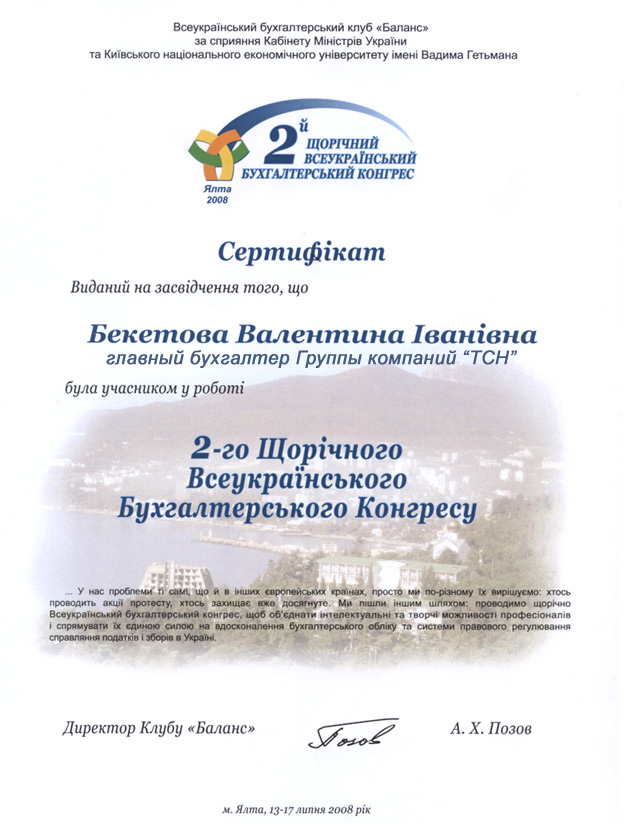 Всеукраїнський бухгалтерський клуб «Баланс»
за сприяння Кабінету Міністрів України
та Київського національного економічного університету імені Вадима Гетьмана
2й ЩОРІЧНИЙ
ВСЕУКРАЇНСЬКИЙ
БУХГАЛТЕРСЬКИЙ КОНГРЕС
Ялта
2008
Сертифікат
Виданий на засвідчення того, що
Бекетова Валентина Іванівна
главный бухгалтер Группы компаний “ТСН”
була учасником у роботі
2-го Щорічного
Всеукраїнського
Бухгалтерського Конгресу
... У нас проблеми ті самі, що й в інших європейських країнах, просто ми по-різному їх вирішуємо: хтось
проводить акції протесту, хтось захищає вже досягнуте. Ми пішли іншим шляхом: проводимо щорічно
Всеукраїнський бухгалтерський конгрес, щоб об'єднати інтелектуальні та творчі можливості професіоналів
і спрямувати їх єдиною силою на вдосконалення бухгалтерського обліку та системи правового регулювання
справляння податків і зборів в Україні.
Директор Клубу «Баланс»
Позов
А. Х. Позов
м. Ялта, 13-17 липня 2008 рік